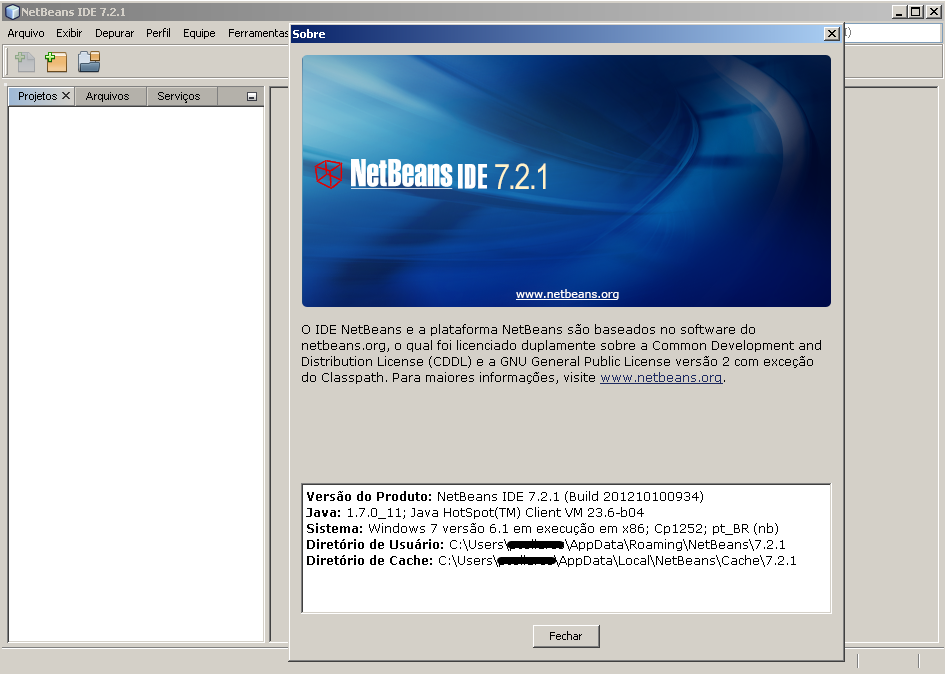 NetBeans IDE 7.2.1
Arquivo Exibir Depurar Perfil Equipe Ferramentas
Sobre
Projetos Arquivos Serviços
NetBeans IDE 7.2.1
www.netbeans.org
O IDE NetBeans e a plataforma NetBeans são baseados no software do
netbeans.org, o qual foi licenciado duplamente sobre a Common Development and
Distribution License (CDDL) e a GNU General Public License versão 2 com exceção
do Classpath. Para maiores informações, visite www.netbeans.org.
Versão do Produto: NetBeans IDE 7.2.1 (Build 201210100934)
Java: 1.7.0_11; Java HotSpot(TM) Client VM 23.6-b04
Sistema: Windows 7 versão 6.1 em execução em x86; Cp1252; pt_BR (nb)
Diretório de Usuário: C:\Users\ \AppData\Roaming\NetBeans\7.2.1
Diretório de Cache: C:\Users\ \AppData\Local\NetBeans\Cache\7.2.1
Fechar